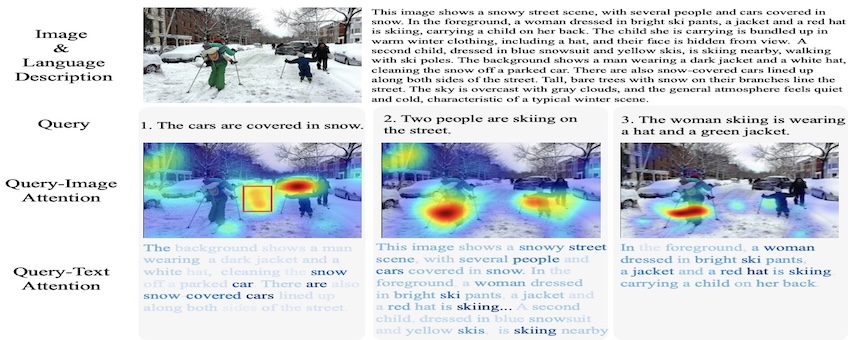 Image
&
Language
Description
This image shows a snowy street scene, with several people and cars covered in
snow. In the foreground, a woman dressed in bright ski pants, a jacket and a red hat
is skiing, carrying a child on her back. The child she is carrying is bundled up in
warm winter clothing, including a hat, and their face is hidden from view. A
second child, dressed in blue snowsuit and yellow skis, is skiing nearby, walking
with ski poles. The background shows a man wearing a dark jacket and a white hat,
cleaning the snow off a parked car. There are also snow-covered cars lined up
along both sides of the street. Tall, bare trees with snow on their branches line the
street. The sky is overcast with gray clouds, and the general atmosphere feels quiet
and cold, characteristic of a typical winter scene.
Query
1. The cars are covered in snow.
2. Two people are skiing on
the street.
3. The woman skiing is wearing
a hat and a green jacket.
Query-Image
Attention
Query-Text
Attention
The background shows a man
wearing a dark jacket and a
white hat, cleaning the snow
off a parked car. There are also
snow covered cars lined up
along both sides of the street.
This image shows a snowy street
scene, with several people and
cars covered in snow. In the
foreground, a woman dressed
in bright ski pants, a jacket and
a red hat is skiing... A second
child, dressed in blue snowsuit
and yellow skis, is skiing nearby
In the foreground, a woman
dressed in bright ski pants,
a jacket and a red hat is skiing,
carrying a child on her back.